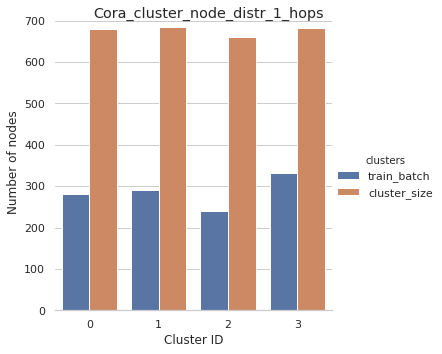 Cora_cluster_node_distr_1_hops
700
600
500
400
300
200
100
0
Number of nodes
0 1 2 3
Cluster ID
clusters
train_batch
cluster_size